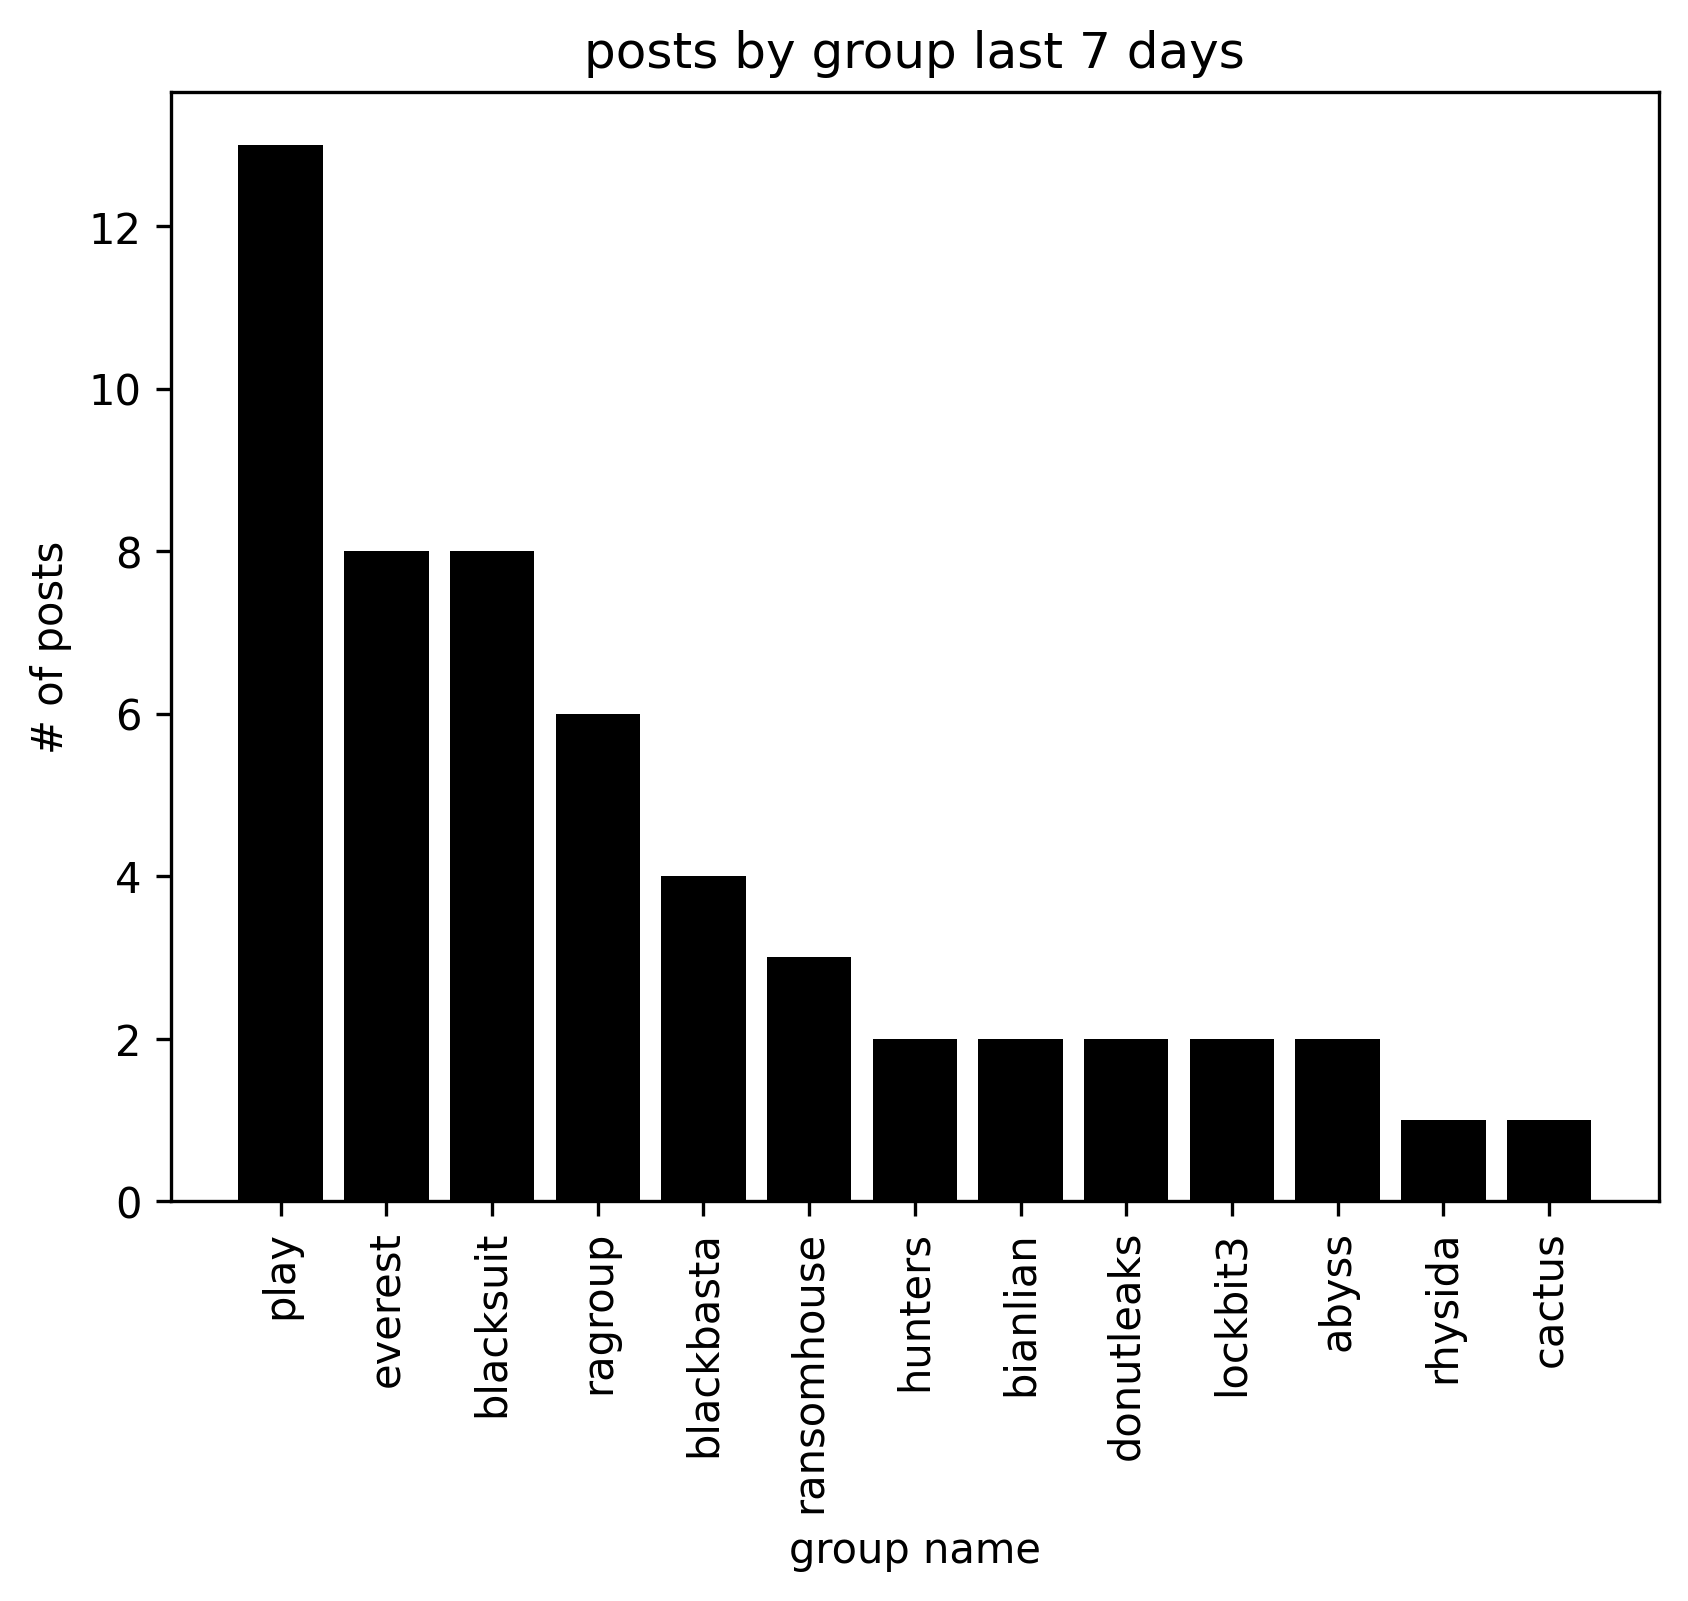 posts by group last 7 days
# of posts
12
10
8
6
4
2
0
play
everest
blacksuit
ragroup
blackbasta
ransomhouse
hunters
bianlian
donutleaks
lockbit3
abyss
rhysida
cactus
group name